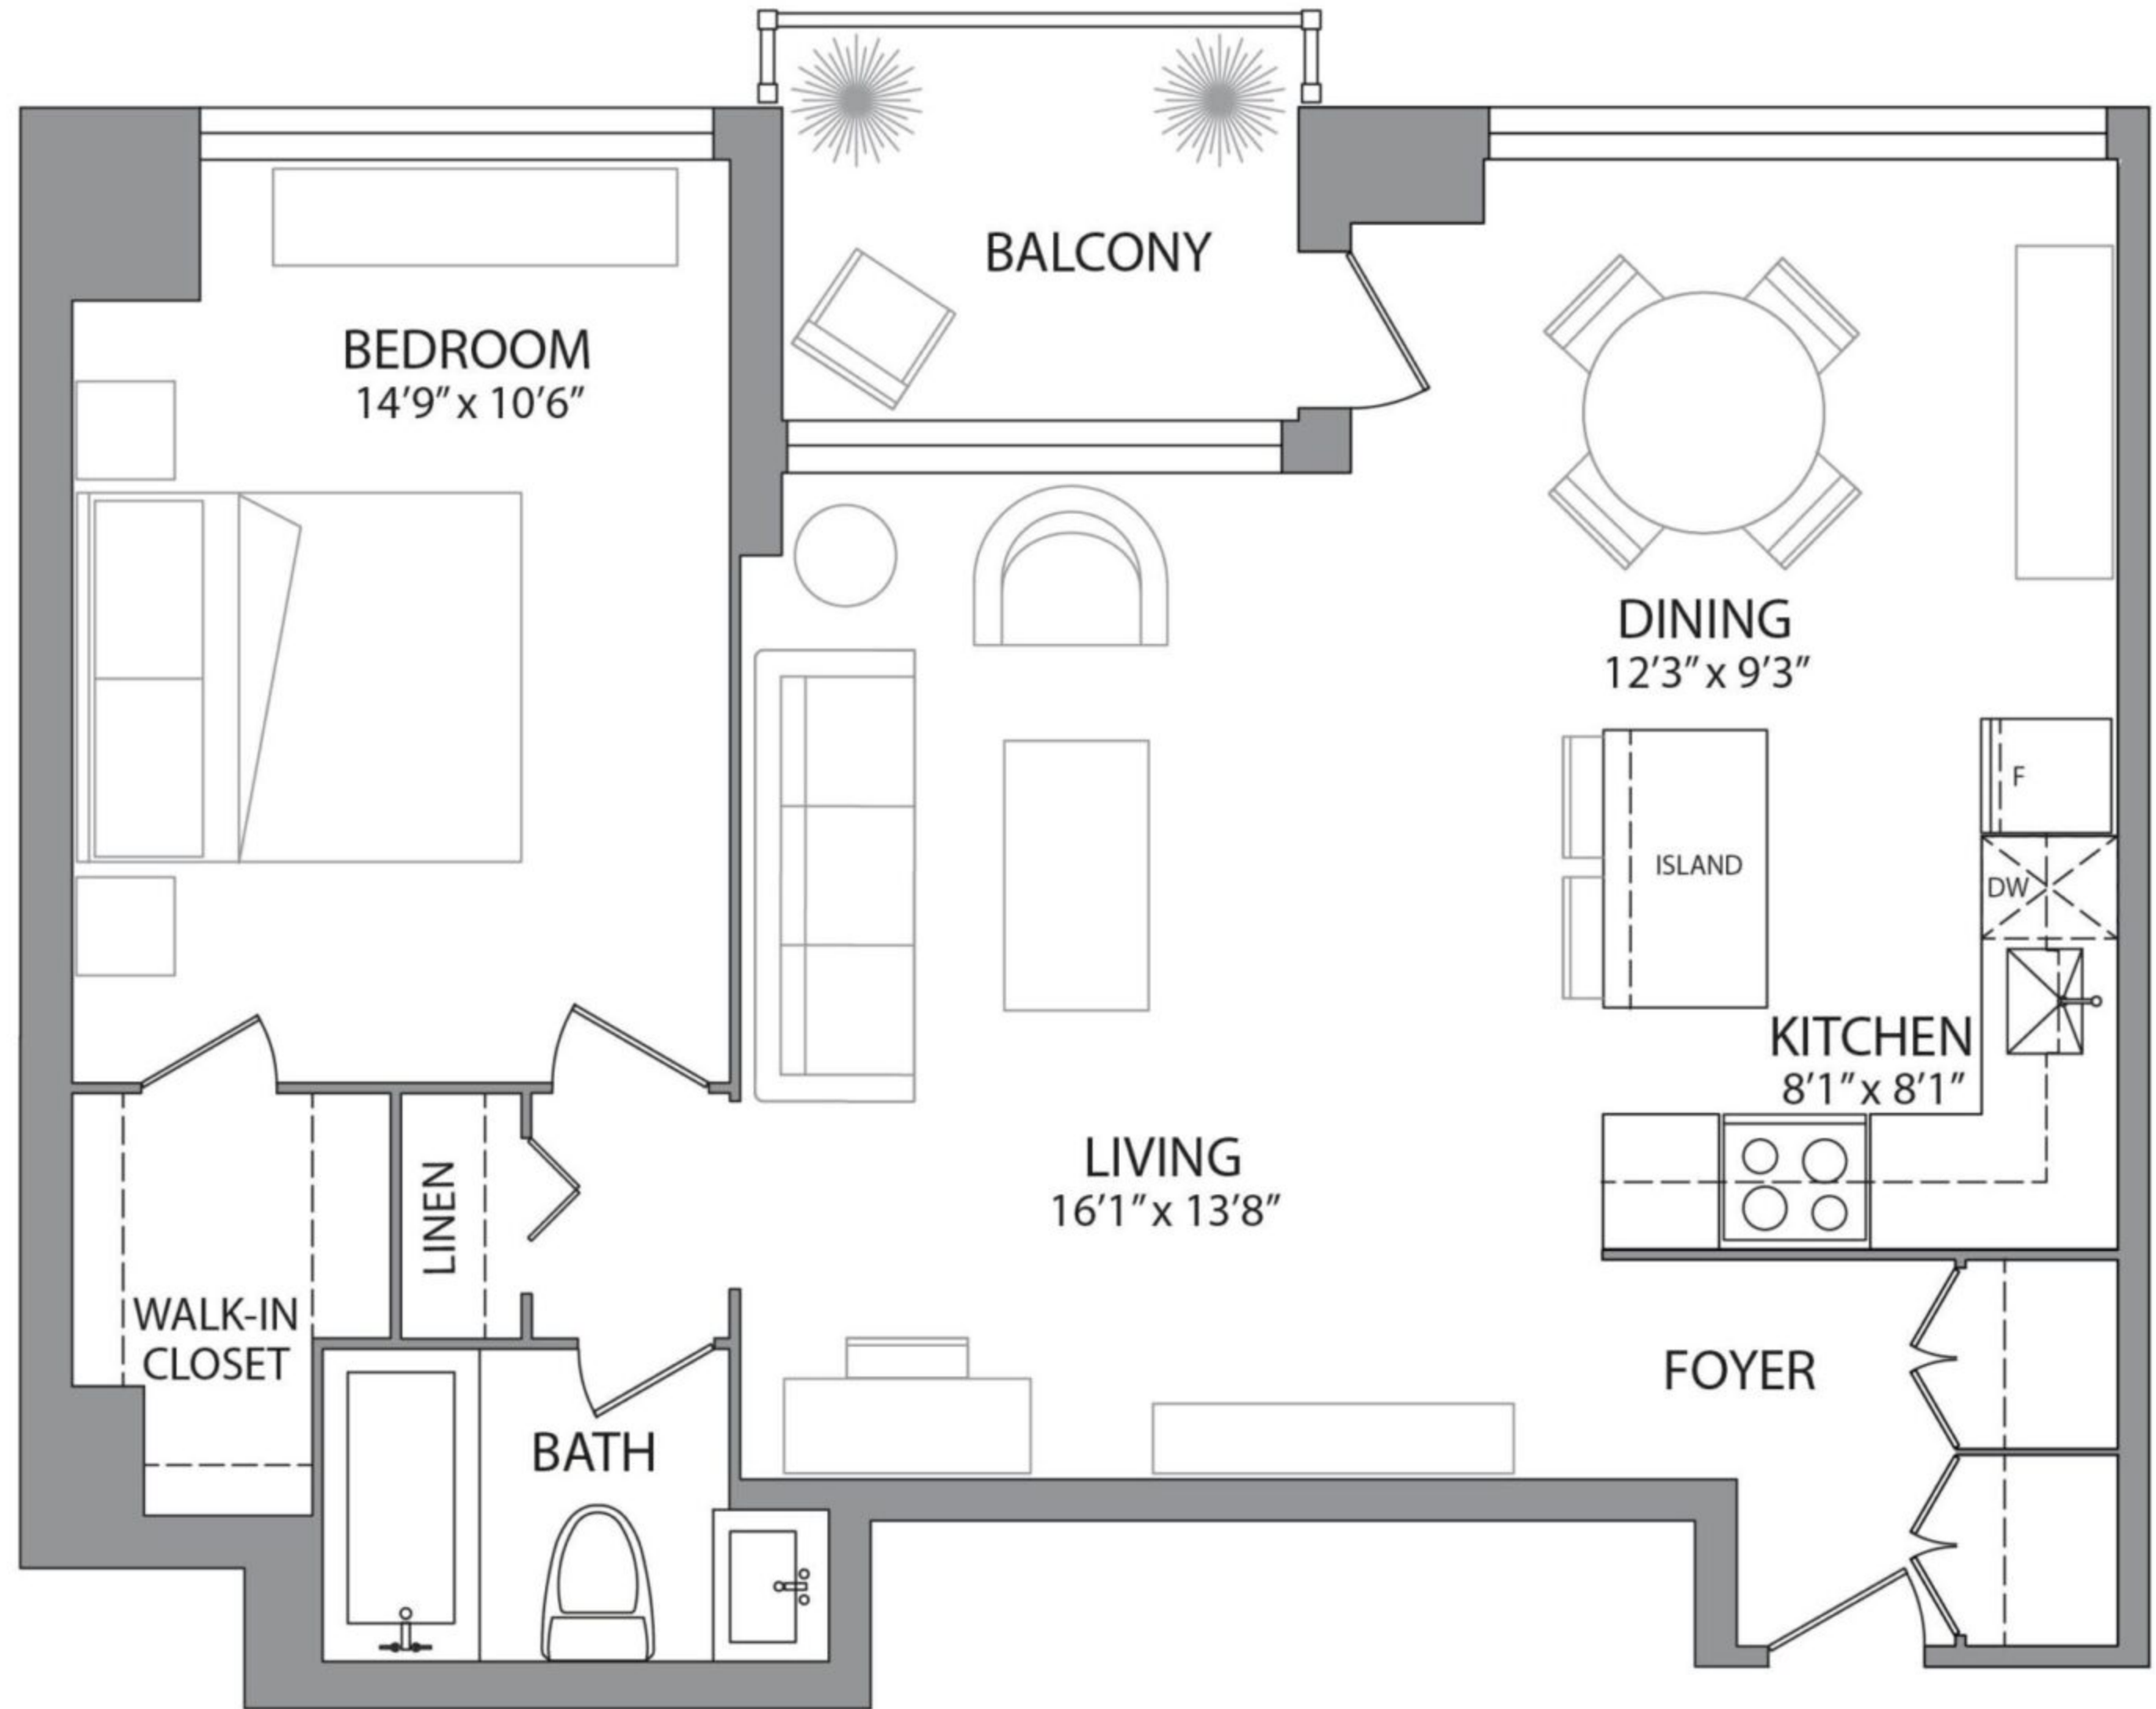 BALCONY
BEDROOM
14’9” x 10’6”
DINING
12’3” x 9’3”
F
DW
ISLAND
KITCHEN
8’1” x 8’1”
LIVING
16’1” x 13’8”
LINEN
WALK-IN
CLOSET
FOYER
BATH